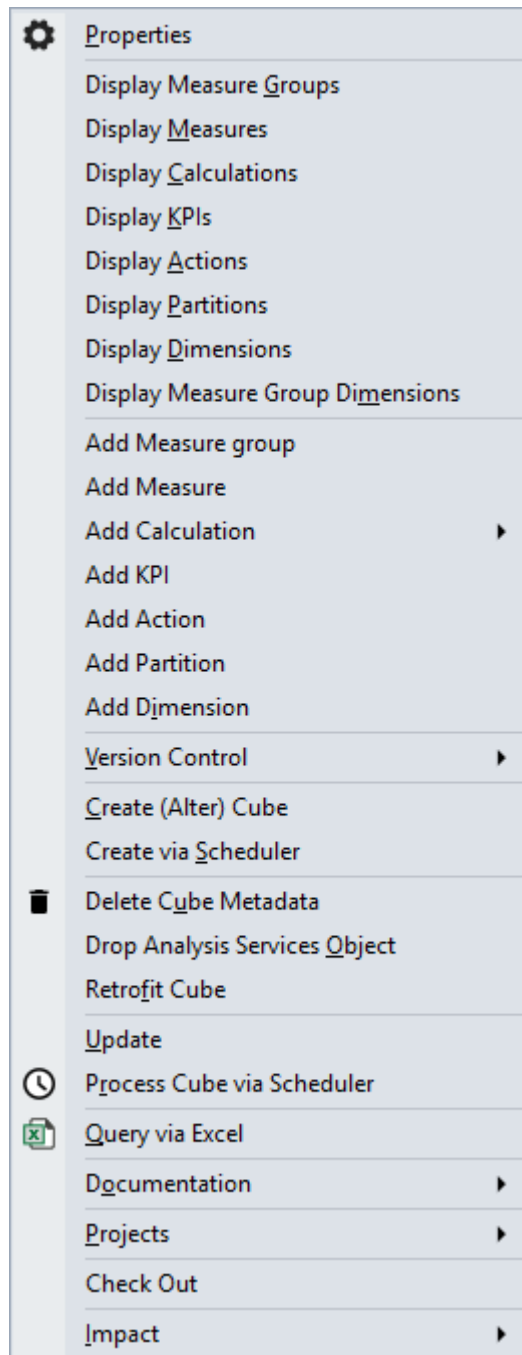 Properties
Display Measure Groups
Display Measures
Display Calculations
Display KPIs
Display Actions
Display Partitions
Display Dimensions
Display Measure Group Dimensions
Add Measure group
Add Measure
Add Calculation
Add KPI
Add Action
Add Partition
Add Dimension
Version Control
Create (Alter) Cube
Create via Scheduler
Delete Cube Metadata
Drop Analysis Services Object
Retrofit Cube
Update
Process Cube via Scheduler
Query via Excel
Documentation
Projects
Check Out
Impact